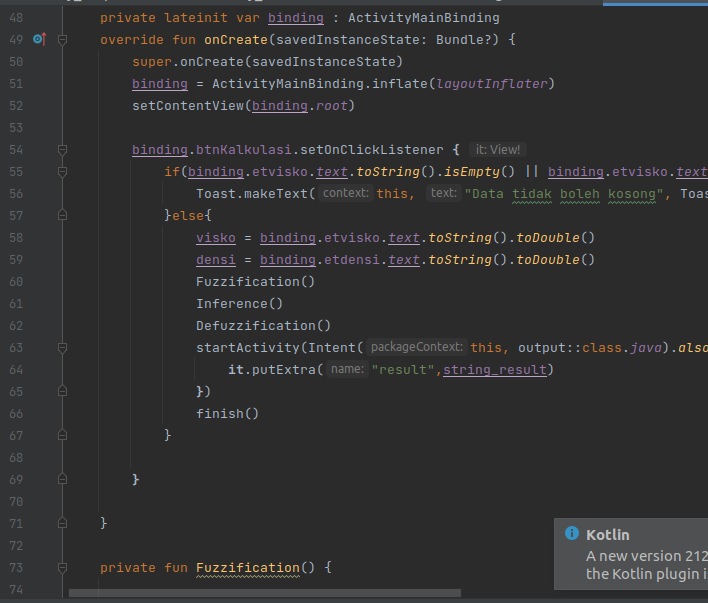 48 private lateinit var binding : ActivityMainBinding
49 override fun onCreate(savedInstanceState: Bundle?) {
50 super.onCreate(savedInstanceState)
51 binding = ActivityMainBinding.inflate(layoutInflater)
52 setContentView(binding.root)
53
54 binding.btnKalkulasi.setOnClickListener { it: View!
55 if(binding.etvisko.text.toString().isEmpty() || binding.etvisko.text
56 Toast.makeText( context: this, text: "Data tidak boleh kosong", Toas
57 }else{
58 visko = binding.etvisko.text.toString().toDouble()
59 densi = binding.etdensi.text.toString().toDouble()
60 Fuzzification()
61 Inference()
62 Defuzzification()
63 startActivity(Intent( packageContext: this, output::class.java).also
64 it.putExtra( name: "result",string_result)
65 })
66 finish()
67 }
68
69 }
70
71 }
72
73 private fun Fuzzification() {
74
Kotlin
A new version 212
the Kotlin plugin i